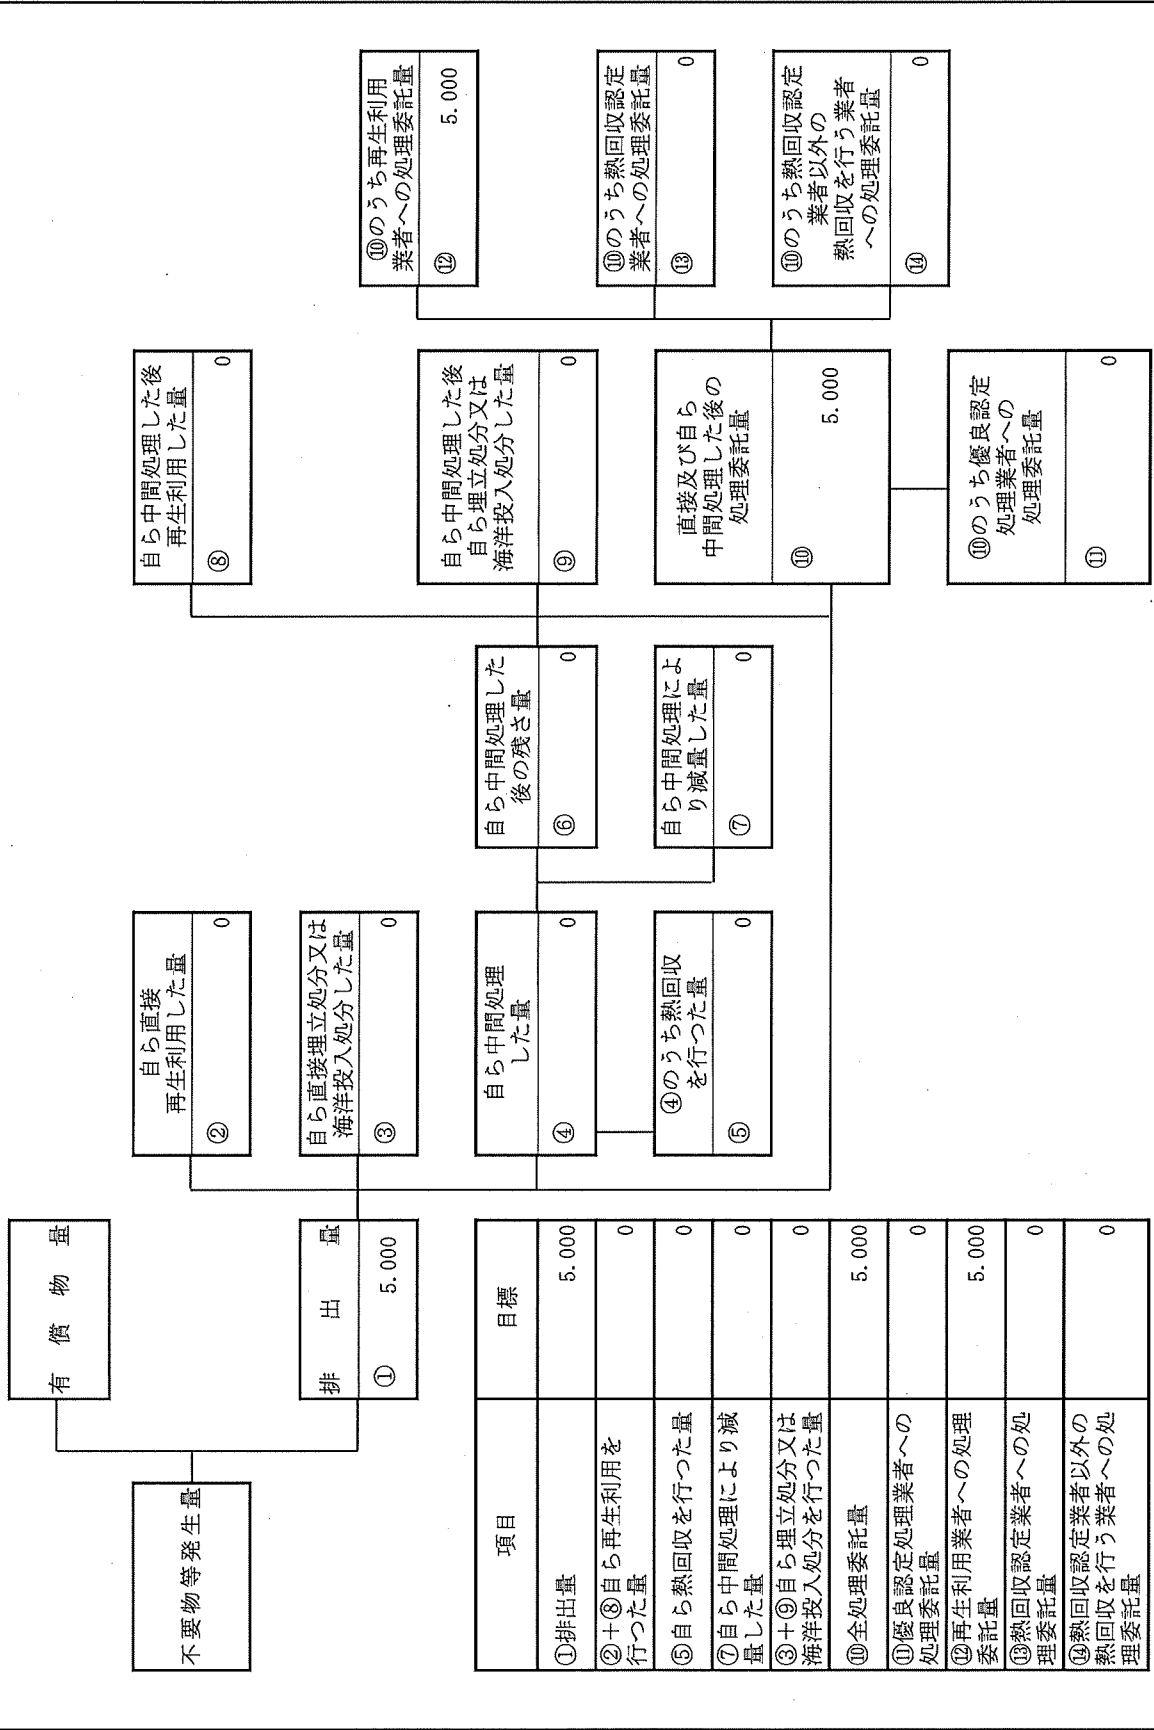 不要物等発生量
有償物量
排出量
① 5.000
自ら直接
再生利用した量
② 0
自ら直接埋立処分又は
海洋投入処分した量
③ 0
自ら中間処理
した量
④ 0
④のうち熱回収
を行つた量
⑤ 0
自ら中間処理した
後の残さ量
⑥ 0
自ら中間処理によ
り減量した量
⑦ 0
自ら中間処理した後
再生利用した量
⑧ 0
自ら中間処理した後
自ら埋立処分又は
海洋投入処分した量
⑨ 0
直接及び自ら
中間処理した後の
処理委託量
⑩ 5.000
⑩のうち優良認定
処理業者への
処理委託量
⑪ 0
⑩のうち再生利用
業者への処理委託量
⑫ 5.000
⑩のうち熱回収認定
業者への処理委託量
⑬ 0
⑩のうち熱回収認定
業者以外の
熱回収を行う業者
への処理委託量
⑭ 0
項目 目標
①排出量 5.000
②+⑧自ら再生利用を
行つた量 0
⑤自ら熱回収を行つた量 0
⑦自ら中間処理により減
量した量 0
③+⑨自ら埋立処分又は
海洋投入処分を行つた量 0
⑩全処理委託量 5.000
⑪優良認定処理業者への
処理委託量 0
⑫再生利用業者への処理
委託量 5.000
⑬熱回収認定業者への処
理委託量 0
⑭熱回収認定業者以外の
熱回収を行う業者への処
理委託量 0